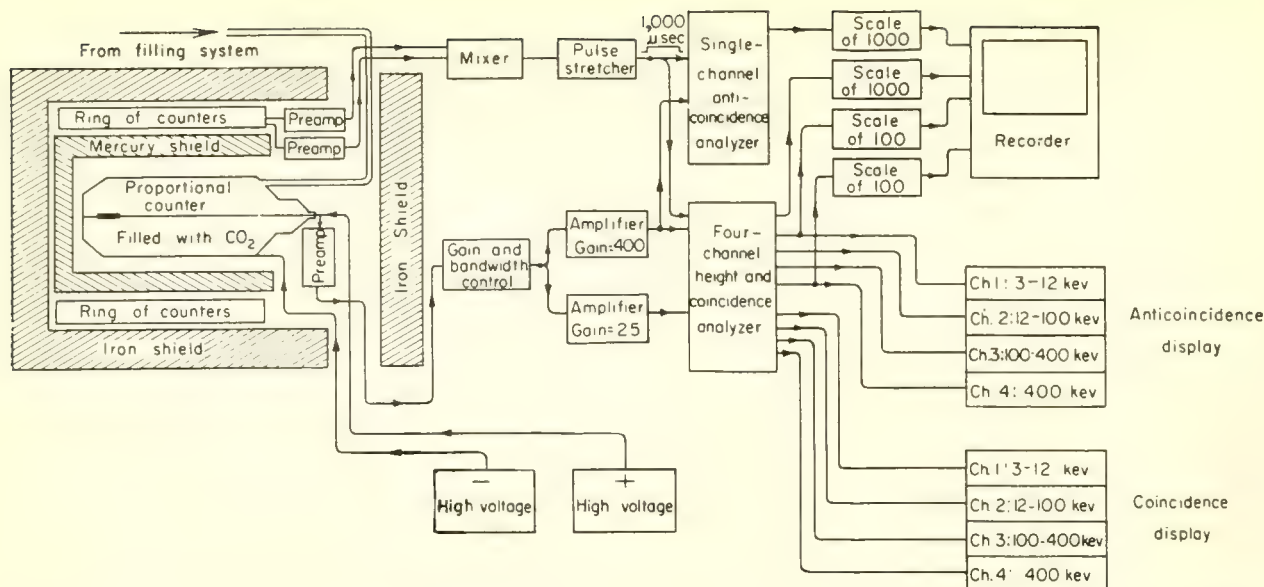 From filling system
Ring of counters
Preamp
Preamp
Mercury shield
Proportional
counter
Filled with CO₂
Preamp
Ring of counters
Iron shield
Iron Shield
Mixer
Pulse
stretcher
1,000
μsec
Single-
channel
anti-
coincidence
analyzer
Scale
of 1000
Scale
of 1000
Scale
of 100
Scale
of 100
Recorder
Gain and
bandwidth
control
Amplifier
Gain=400
Amplifier
Gain=25
Four-
channel
height and
coincidence
analyzer
Ch 1: 3-12 kev
Ch. 2:12-100 kev
Ch.3:100-400 kev
Ch 4: 400 kev
Anticoincidence
display
− 
High voltage
+
High voltage
Ch.1: 3-12 kev
Ch. 2:12-100 kev
Ch 3:100-400kev
Ch.4: 400 kev
Coincidence
display